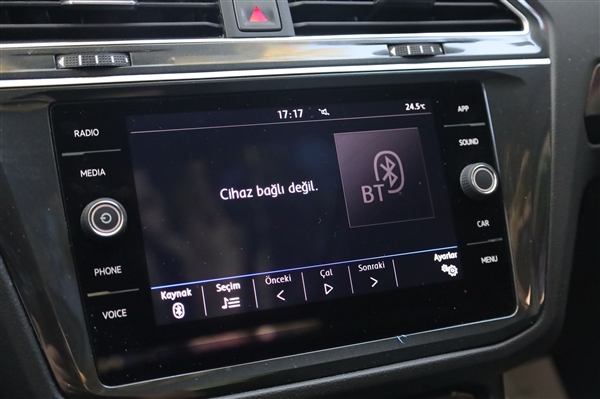 17:17
24.5°C
RADIO
MEDIA
PHONE
VOICE
Cihaz bağlı değil.
BT
APP
SOUND
CAR
MENU
Kaynak
Seçim
Önceki
Çal
Sonraki
Ayarlar